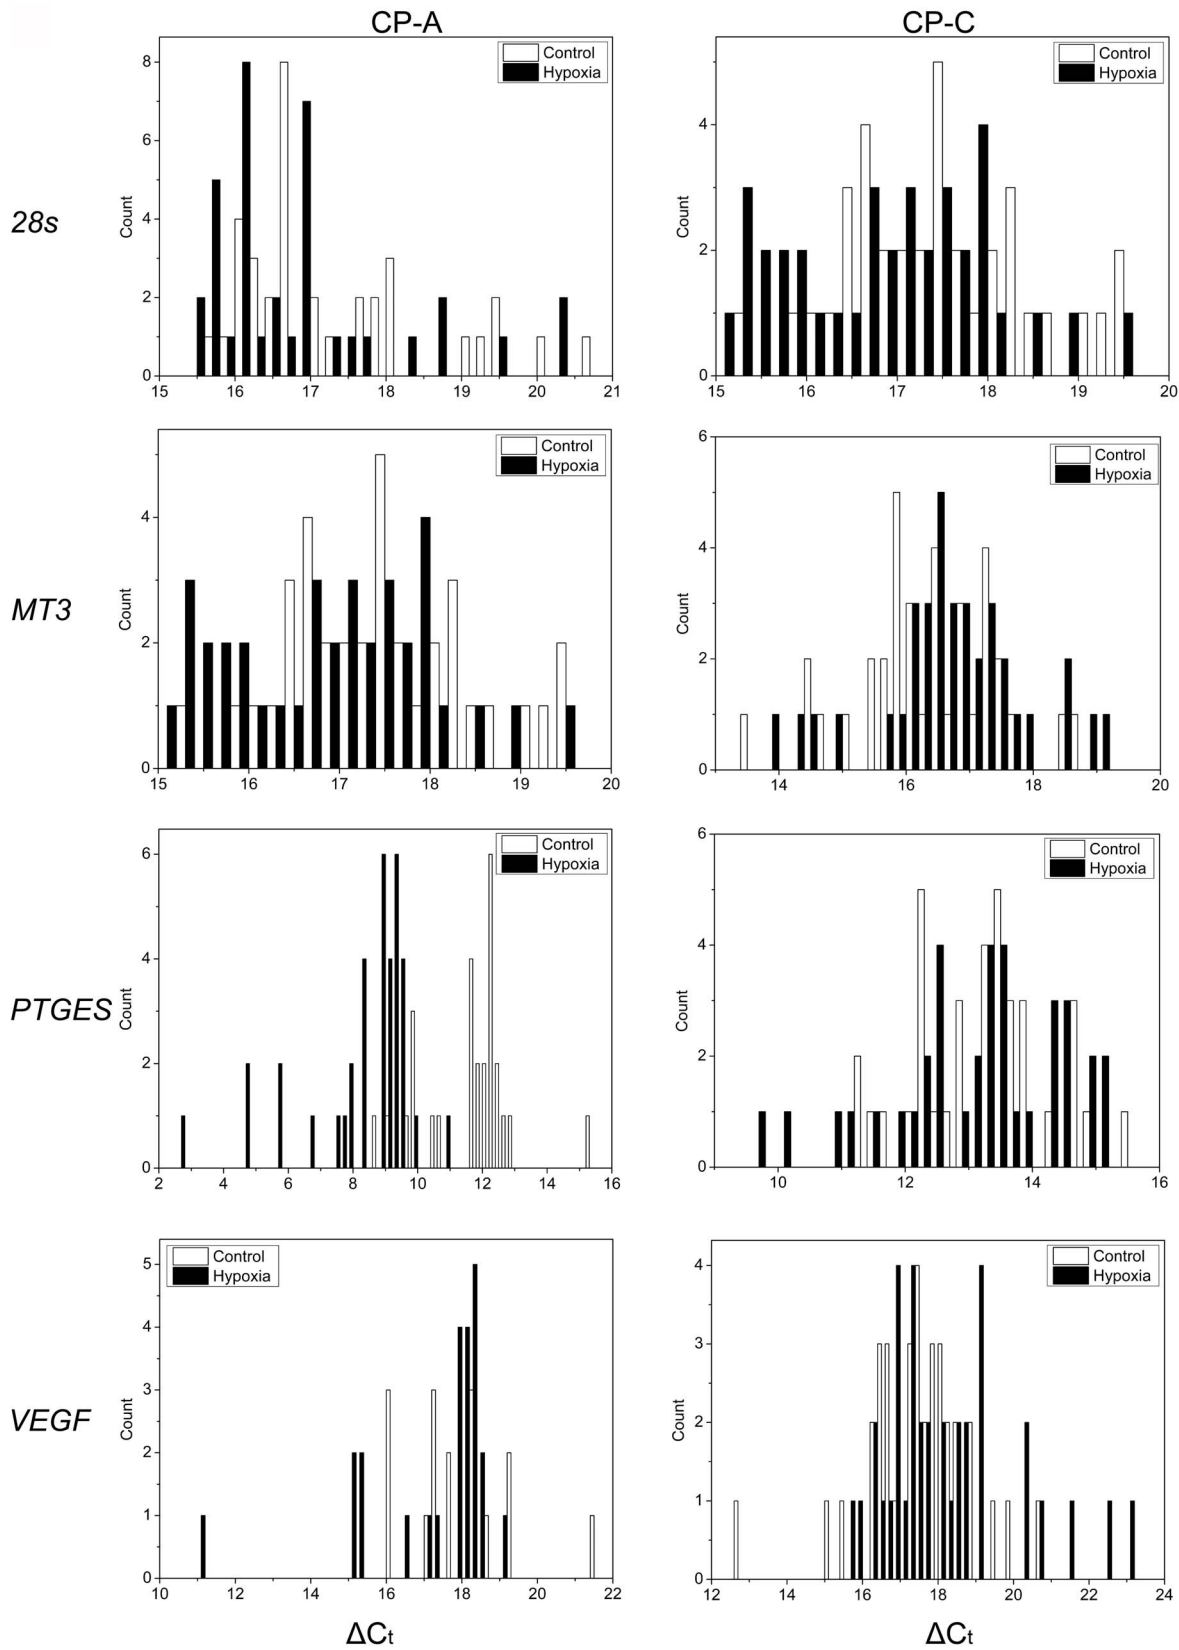 CP-A
CP-C
28s
Count
8
6
4
2
0
15 16 17 18 19 20 21
Control
Hypoxia
Count
4
2
0
15 16 17 18 19 20
Control
Hypoxia
MT3
Count
4
2
0
15 16 17 18 19 20
Control
Hypoxia
Count
6
4
2
0
14 16 18 20
Control
Hypoxia
PTGES
Count
6
4
2
0
2 4 6 8 10 12 14 16
Control
Hypoxia
Count
6
4
2
0
10 12 14 16
Control
Hypoxia
VEGF
Count
5
4
3
2
1
0
10 12 14 16 18 20 22
Control
Hypoxia
Count
4
3
2
1
0
12 14 16 18 20 22 24
Control
Hypoxia
ΔCt
ΔCt